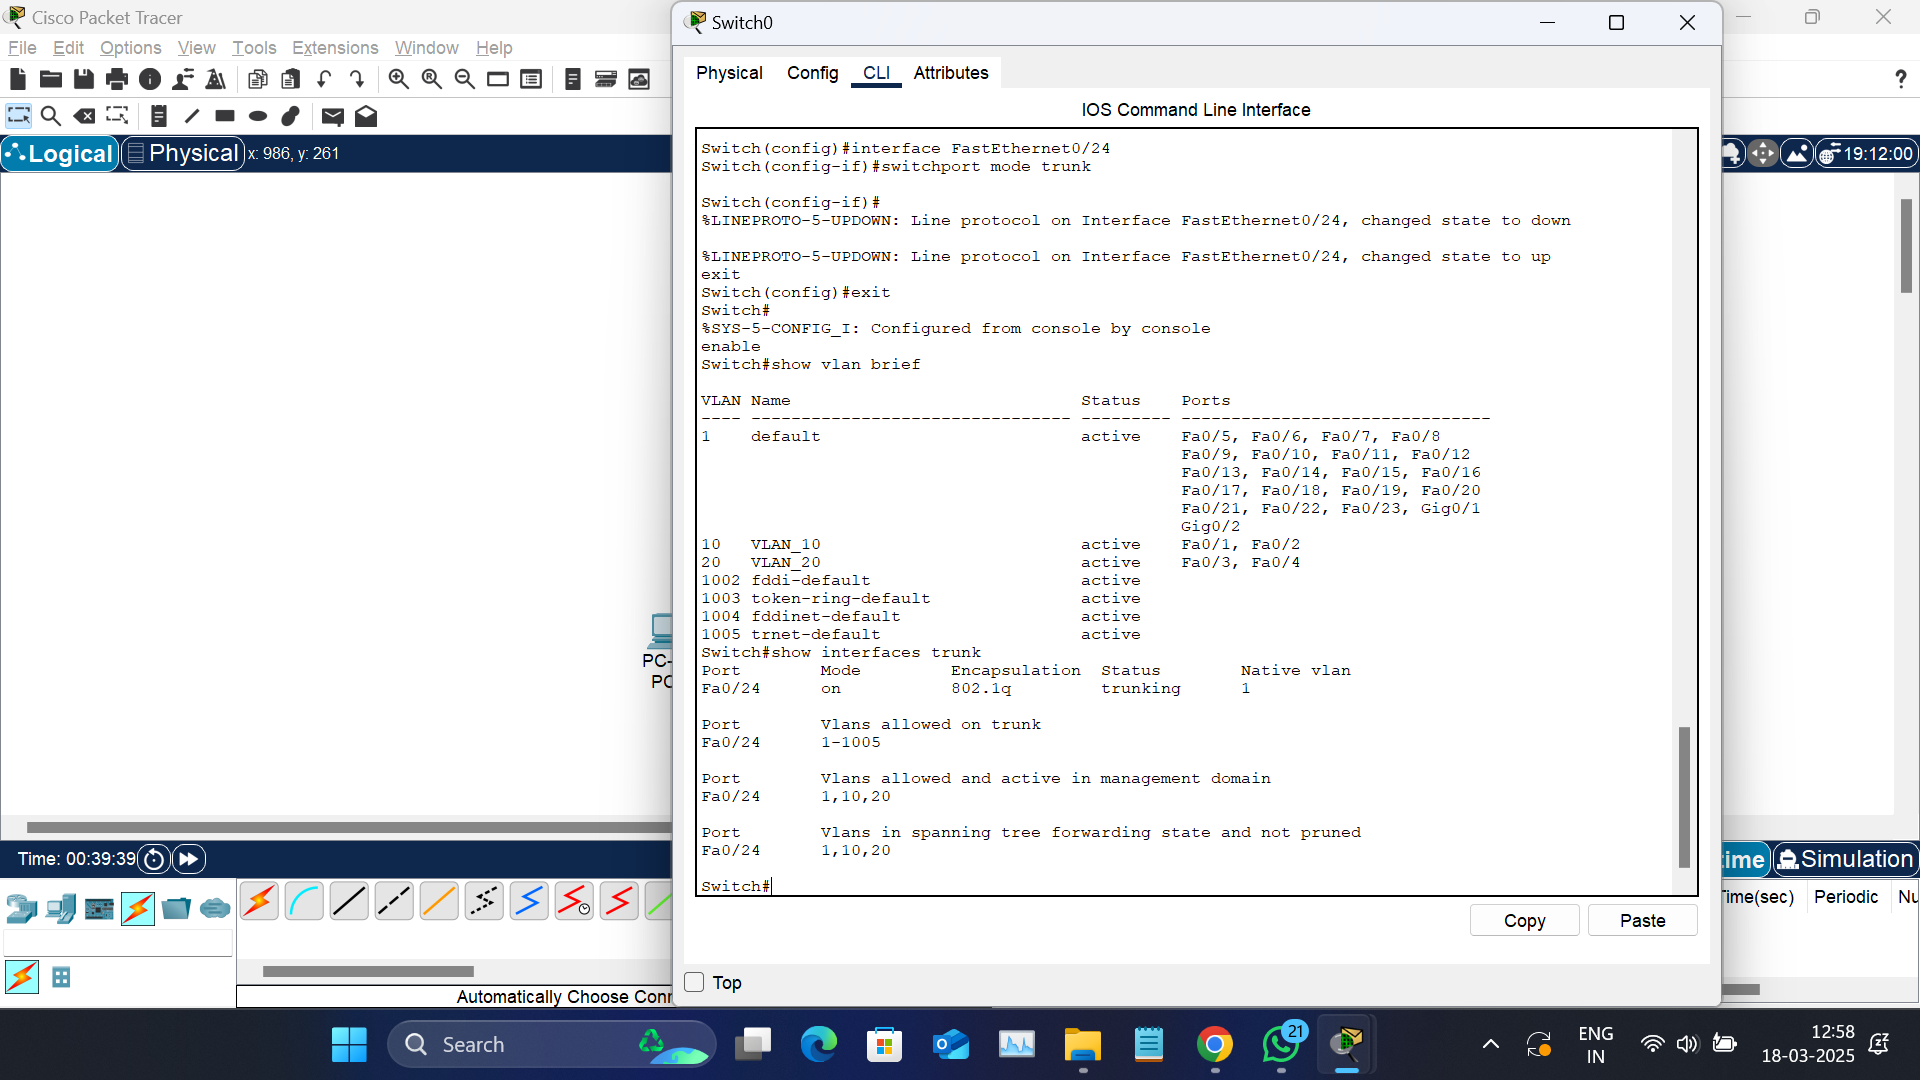 Cisco Packet Tracer
File Edit Options View Tools Extensions Window Help
Logical Physical x: 986, y: 261
19:12:00
Switch0
Physical Config CLI Attributes
IOS Command Line Interface
Switch(config)#interface FastEthernet0/24
Switch(config-if)#switchport mode trunk
Switch(config-if)#
%LINEPROTO-5-UPDOWN: Line protocol on Interface FastEthernet0/24, changed state to down
%LINEPROTO-5-UPDOWN: Line protocol on Interface FastEthernet0/24, changed state to up
exit
Switch(config)#exit
Switch#
%SYS-5-CONFIG_I: Configured from console by console
enable
Switch#show vlan brief
VLAN Name Status Ports
---- -------------------------------- --------- -------------------------------
1 default active Fa0/5, Fa0/6, Fa0/7, Fa0/8
Fa0/9, Fa0/10, Fa0/11, Fa0/12
Fa0/13, Fa0/14, Fa0/15, Fa0/16
Fa0/17, Fa0/18, Fa0/19, Fa0/20
Fa0/21, Fa0/22, Fa0/23, Gig0/1
Gig0/2
10 VLAN_10 active Fa0/1, Fa0/2
20 VLAN_20 active Fa0/3, Fa0/4
1002 fddi-default active
1003 token-ring-default active
1004 fddinet-default active
1005 trnet-default active
Switch#show interfaces trunk
Port Mode Encapsulation Status Native vlan
Fa0/24 on 802.1q trunking 1
Port Vlans allowed on trunk
Fa0/24 1-1005
Port Vlans allowed and active in management domain
Fa0/24 1,10,20
Port Vlans in spanning tree forwarding state and not pruned
Fa0/24 1,10,20
Switch#
Copy Paste
Top
PC-
PC
Time: 00:39:39
ime Simulation
ime(sec) Periodic Nu
Automatically Choose Conn
Search
21
ENG
IN
12:58
18-03-2025